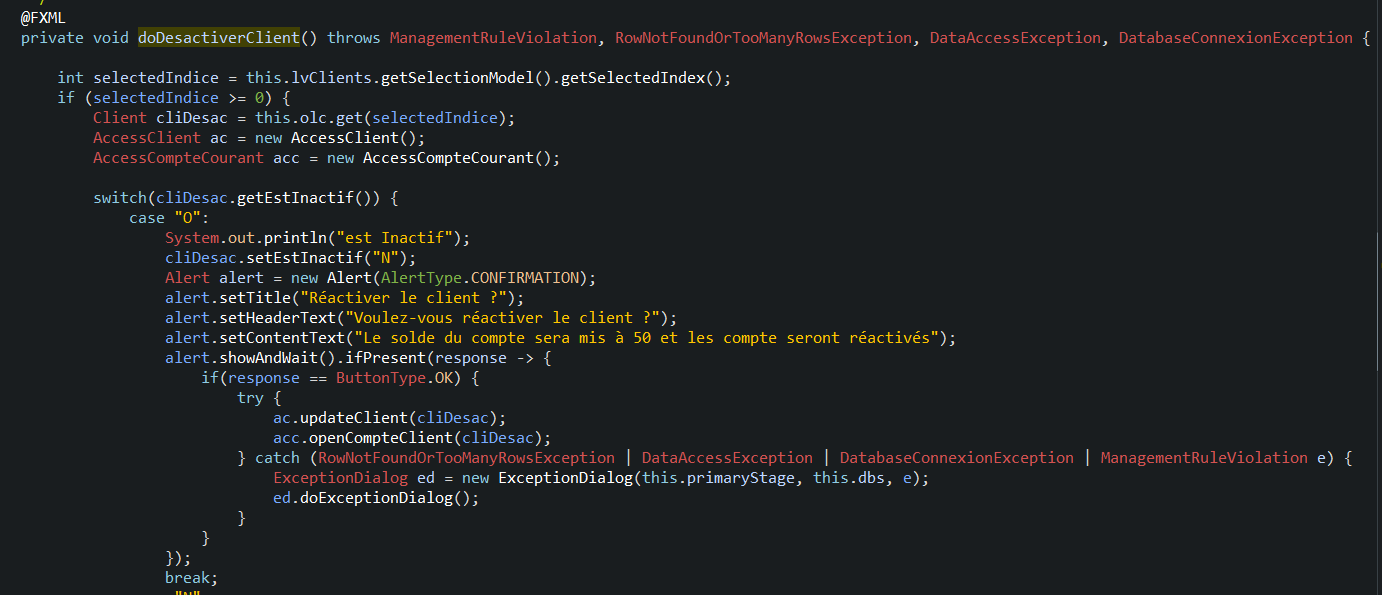 */
@FXML
private void doDesactiverClient() throws ManagementRuleViolation, RowNotFoundOrTooManyRowsException, DataAccessException, DatabaseConnexionException {
int selectedIndice = this.lvClients.getSelectionModel().getSelectedIndex();
if (selectedIndice >= 0) {
Client cliDesac = this.olc.get(selectedIndice);
AccessClient ac = new AccessClient();
AccessCompteCourant acc = new AccessCompteCourant();
switch(cliDesac.getEstInactif()) {
case "O":
System.out.println("est Inactif");
cliDesac.setEstInactif("N");
Alert alert = new Alert(AlertType.CONFIRMATION);
alert.setTitle("Réactiver le client ?");
alert.setHeaderText("Voulez-vous réactiver le client ?");
alert.setContentText("Le solde du compte sera mis à 50 et les compte seront réactivés");
alert.showAndWait().ifPresent(response -> {
if(response == ButtonType.OK) {
try {
ac.updateClient(cliDesac);
acc.openCompteClient(cliDesac);
} catch (RowNotFoundOrTooManyRowsException | DataAccessException | DatabaseConnexionException | ManagementRuleViolation e) {
ExceptionDialog ed = new ExceptionDialog(this.primaryStage, this.dbs, e);
ed.doExceptionDialog();
}
}
});
break;
"N"